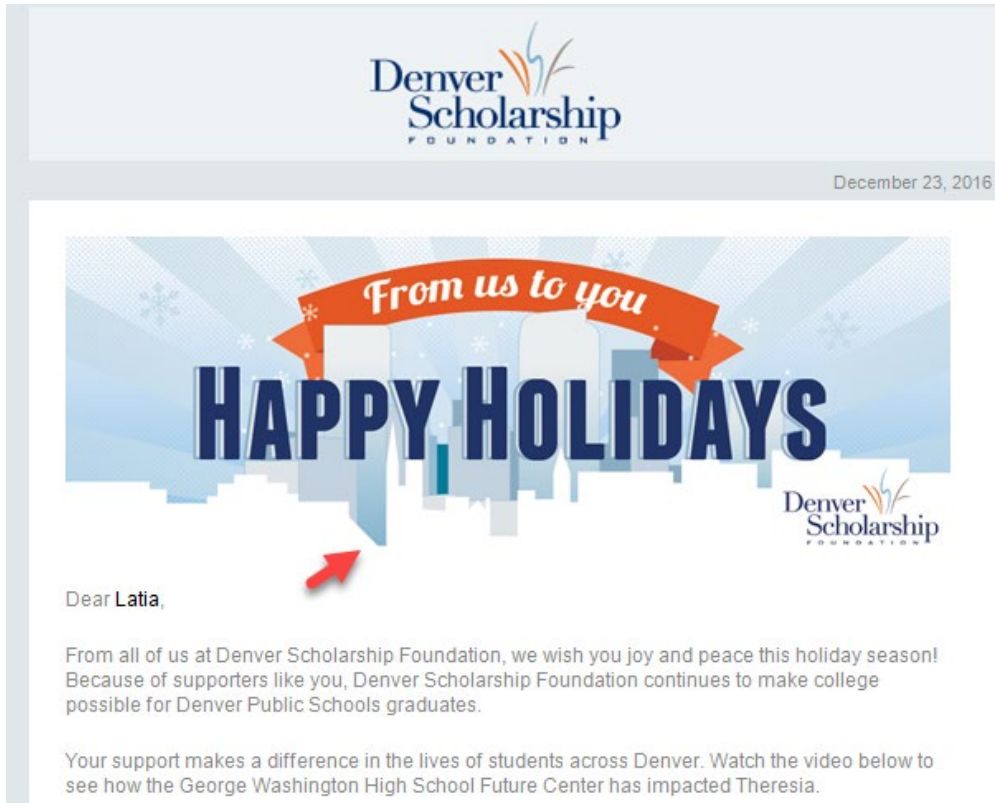 Denver
Scholarship
FOUNDATION
December 23, 2016
From us to you
HAPPY HOLIDAYS
Denver
Scholarship
FOUNDATION
Dear Latia,
From all of us at Denver Scholarship Foundation, we wish you joy and peace this holiday season!
Because of supporters like you, Denver Scholarship Foundation continues to make college
possible for Denver Public Schools graduates.
Your support makes a difference in the lives of students across Denver. Watch the video below to
see how the George Washington High School Future Center has impacted Theresia.